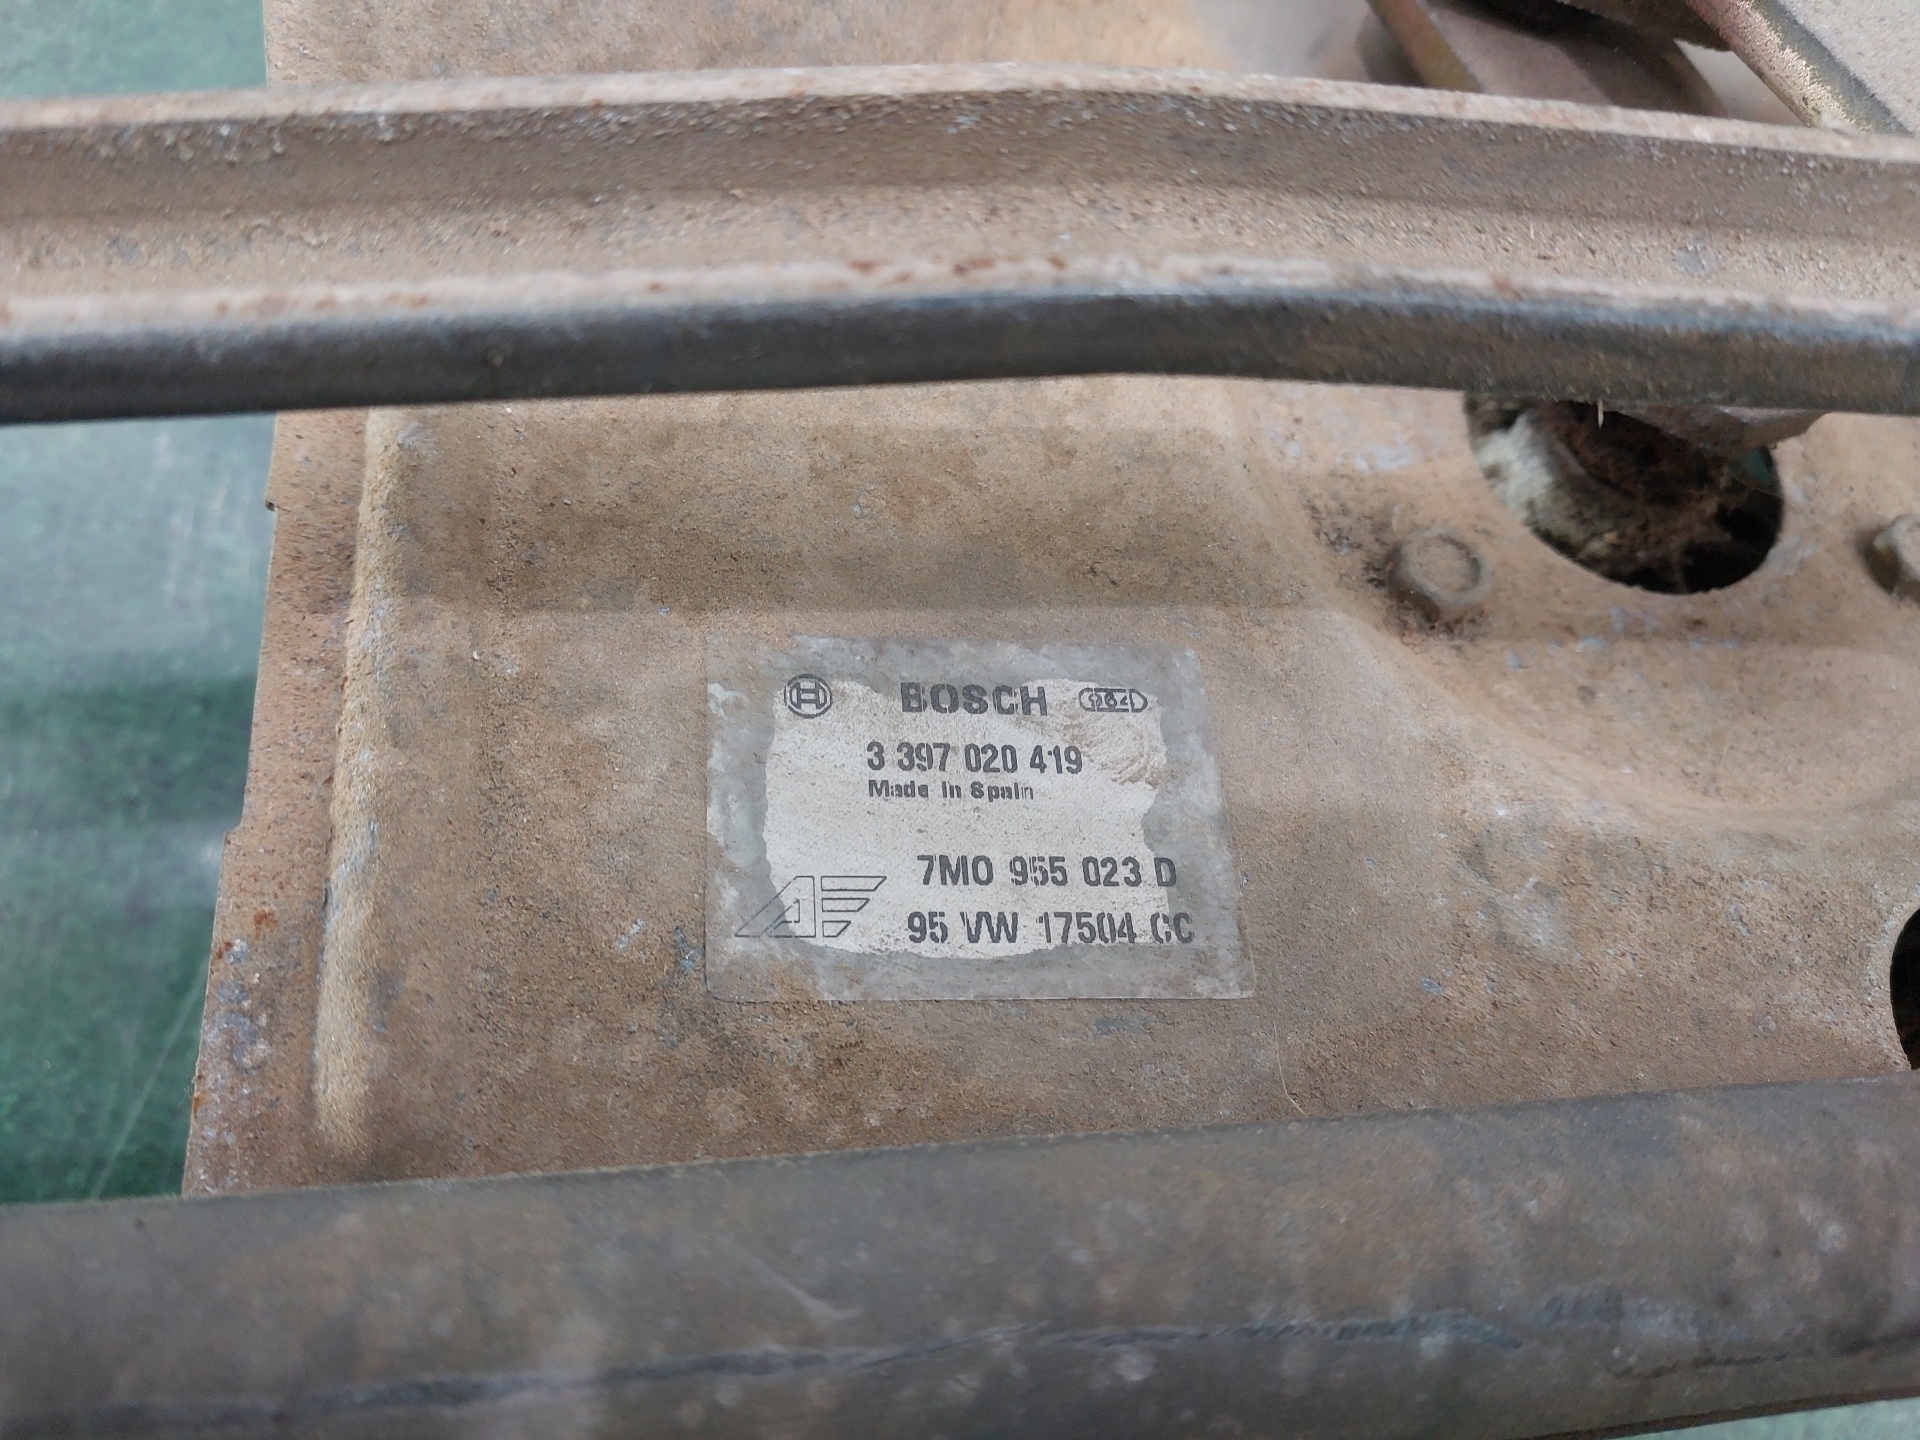 BOSCH
3 397 020 419
Made in Spain
7M0 955 023 D
95 VW 17504 CC